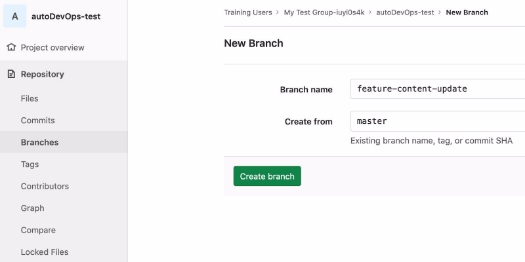 A autoDevOps-test
Project overview
Repository
Files
Commits
Branches
Tags
Contributors
Graph
Compare
Locked Files
Training Users > My Test Group-iuyi0s4k > autoDevOps-test > New Branch
New Branch
Branch name feature-content-update
Create from master
Existing branch name, tag, or commit SHA
Create branch